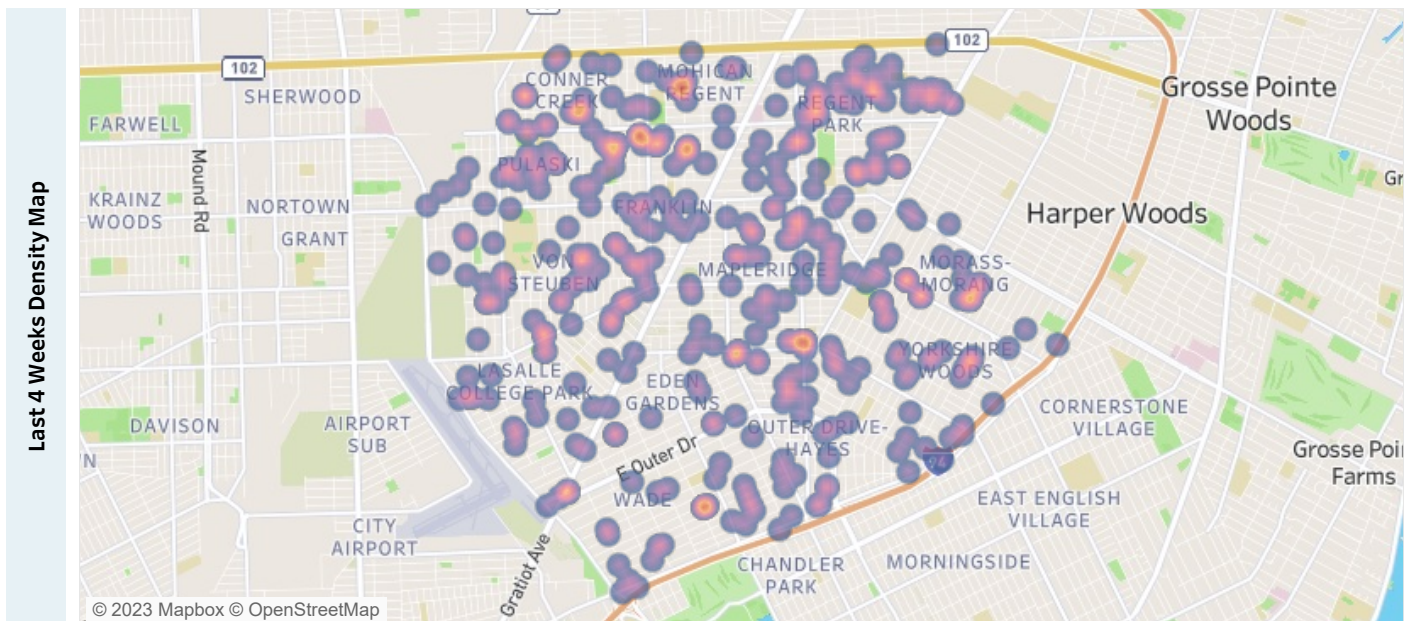 Last 4 Weeks Density Map
102
102
SHERWOOD
CONNER
CREEK
MOHICAN
REGENT
REGENT
PARK
Grosse Pointe
Woods
FARWELL
Mound Rd
PULASKI
KRAINZ
WOODS
NORTOWN
FRANKLIN
Harper Woods
Gr
GRANT
VON
STEUBEN
MAPLERIDGE
MORASS-
MORANG
LASALLE
COLLEGE PARK
EDEN
GARDENS
YORKSHIRE
WOODS
DAVISON
AIRPORT
SUB
OUTER DRIVE-
HAYES
CORNERSTONE
VILLAGE
N
E Outer Dr
94
Grosse Poi
Farms
WADE
EAST ENGLISH
VILLAGE
CITY
AIRPORT
Gratiot Ave
CHANDLER
PARK
MORNINGSIDE
© 2023 Mapbox © OpenStreetMap